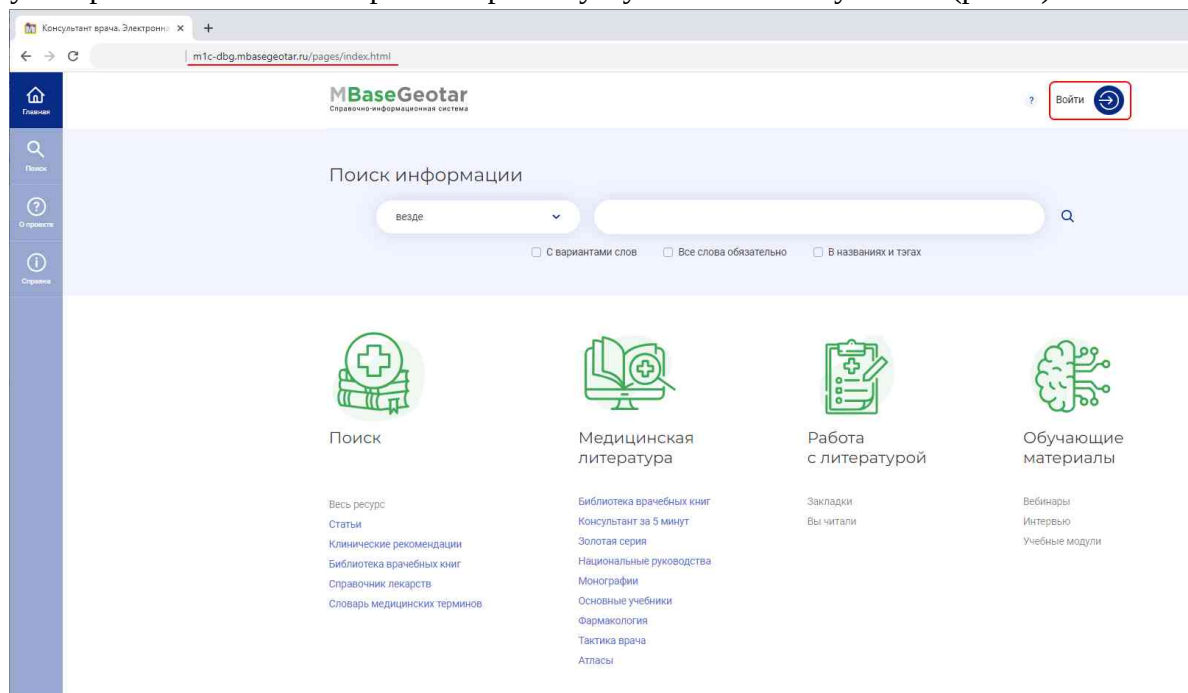 Консультант врача. Электронн
m1c-dbg.mbasegeotar.ru/pages/index.html
Главная
Поиск
О проекте
Справка
MBaseGeotar
Справочно-информационная система
? Войти
Поиск информации
везде
С вариантами слов Все слова обязательно В названиях и тэгах
Поиск
Весь ресурс
Статьи
Клинические рекомендации
Библиотека врачебных книг
Справочник лекарств
Словарь медицинских терминов
Медицинская
литература
Библиотека врачебных книг
Консультант за 5 минут
Золотая серия
Национальные руководства
Монографии
Основные учебники
Фармакология
Тактика врача
Атласы
Работа
с литературой
Закладки
Вы читали
Обучающие
материалы
Вебинары
Интервью
Учебные модули